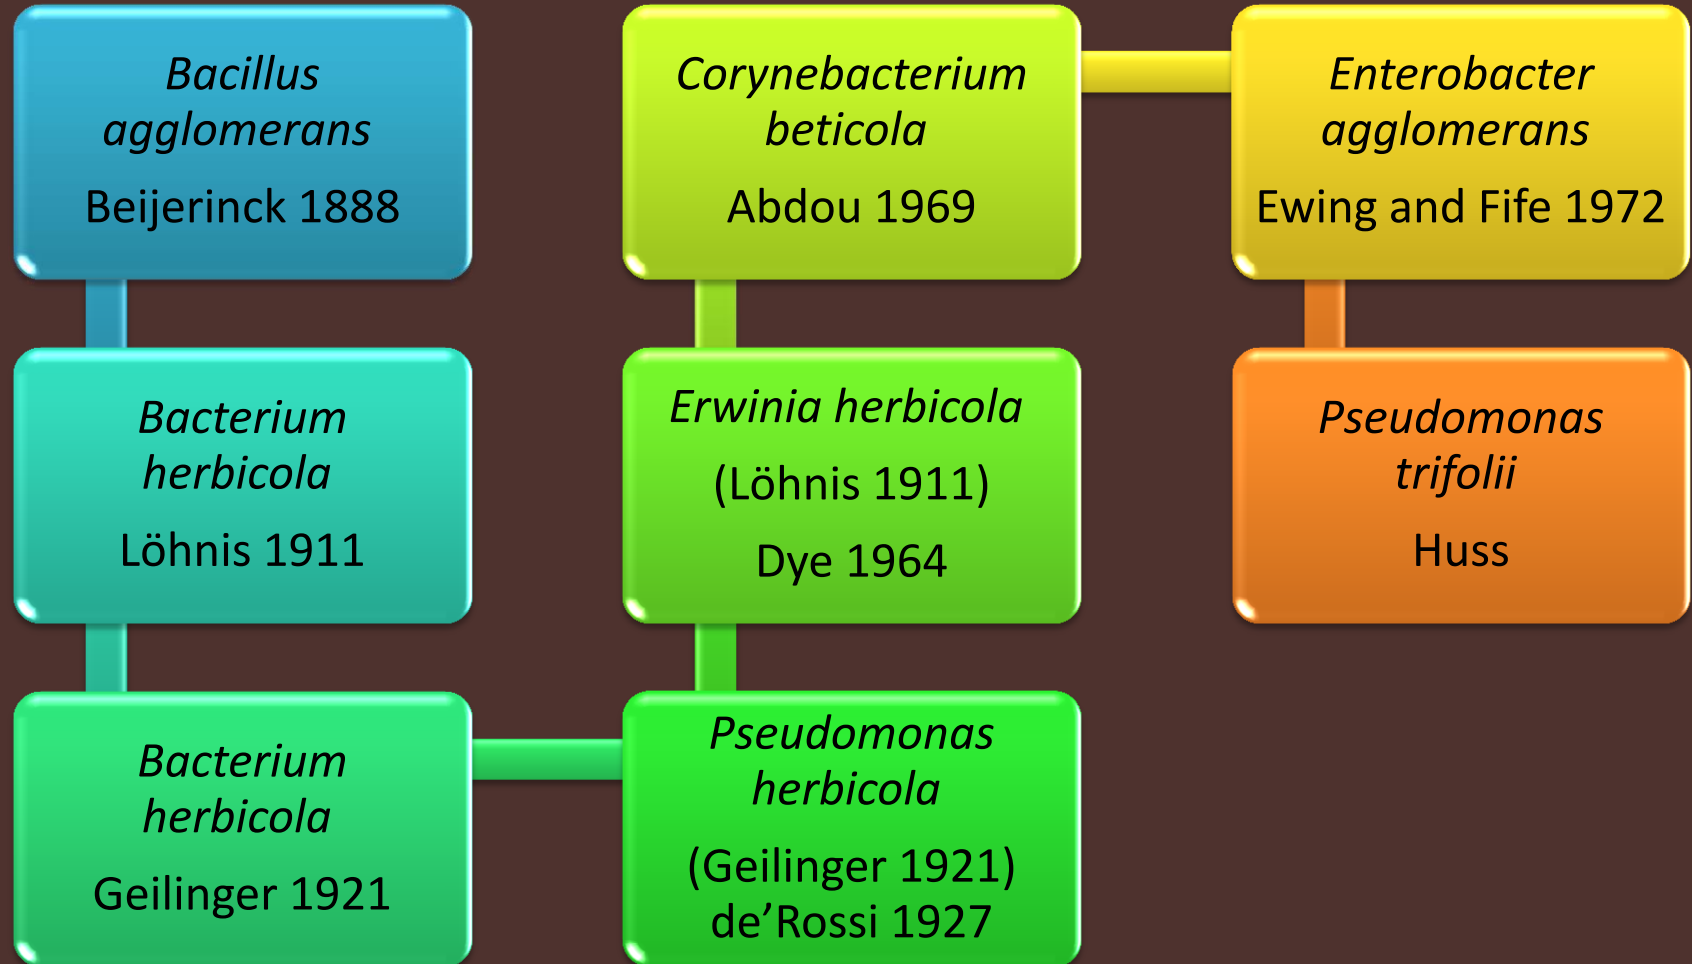 Bacillus
agglomerans
Beijerinck 1888
Bacterium
herbicola
Löhnis 1911
Bacterium
herbicola
Geilinger 1921
Pseudomonas
herbicola
(Geilinger 1921)
de’Rossi 1927
Erwinia herbicola
(Löhnis 1911)
Dye 1964
Corynebacterium
beticola
Abdou 1969
Enterobacter
agglomerans
Ewing and Fife 1972
Pseudomonas
trifolii
Huss